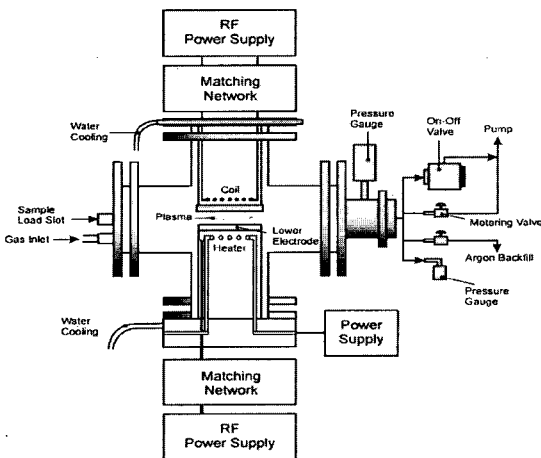 RF
Power Supply
Matching
Network
Water
Cooling
Pressure
Gauge
On-Off
Valve
Pump
Coil
Sample
Load Slot
Plasma
Gas Inlet
Lower
Electrode
Heater
Motoring Valve
Argon Backfill
Pressure
Gauge
Water
Cooling
Power
Supply
Matching
Network
RF
Power Supply